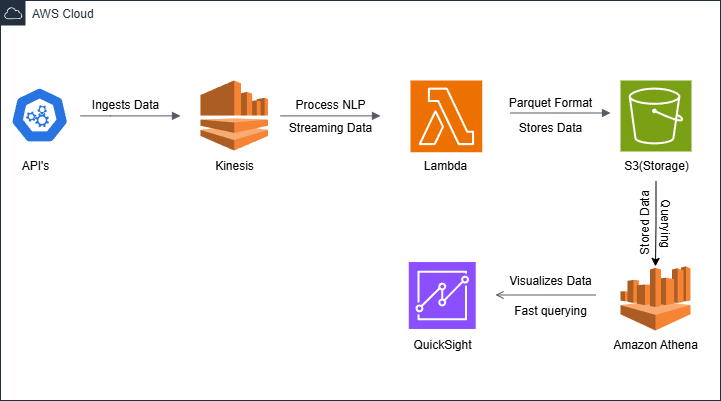 AWS Cloud
Ingests Data
Process NLP
Streaming Data
Parquet Format
Stores Data
API's
Kinesis
Lambda
S3(Storage)
Querying
Stored Data
Visualizes Data
Fast querying
QuickSight
Amazon Athena